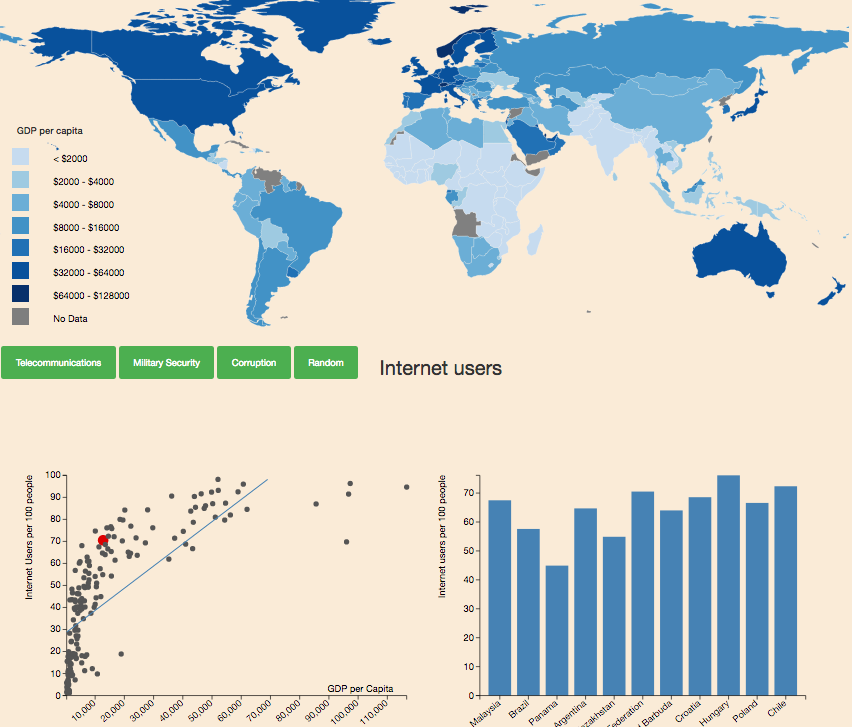 GDP per capita
< $2000
$2000 - $4000
$4000 - $8000
$8000 - $16000
$16000 - $32000
$32000 - $64000
$64000 - $128000
No Data
Telecommunications
Military Security
Corruption
Random
Internet users
Internet Users per 100 people
100
90
80
70
60
50
40
30
20
10
0
GDP per Capita
10,000
20,000
30,000
40,000
50,000
60,000
70,000
80,000
90,000
100,000
110,000
Internet users per 100 people
70
60
50
40
30
20
10
0
Malaysia
Brazil
Panama
Argentina
azakhstan
Federation
l Barbuda
Croatia
Hungary
Poland
Chile